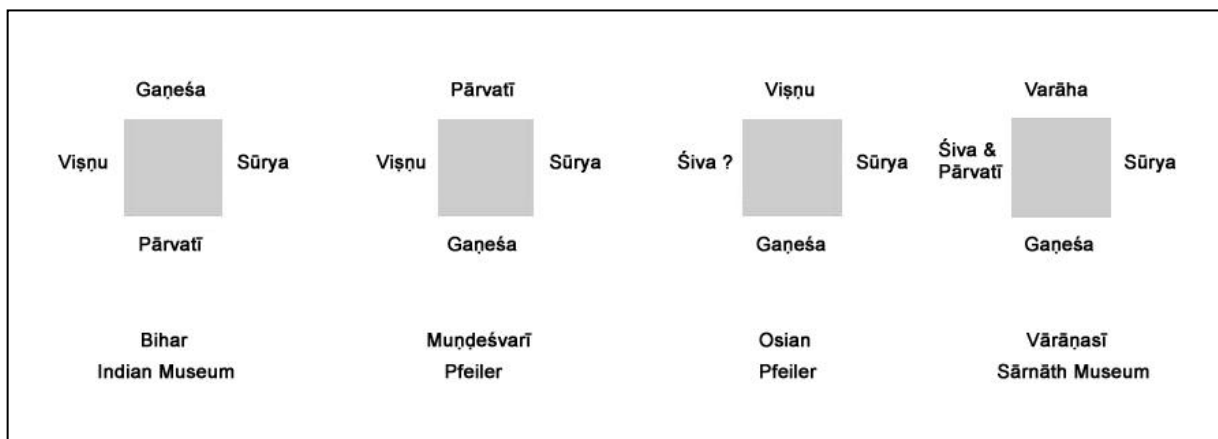 Gaṇeśa Pārvatī Viṣṇu Varāha
Viṣṇu Sūrya Viṣṇu Sūrya Śiva ? Sūrya Śiva &
Pārvatī Sūrya
Pārvatī Gaṇeśa Gaṇeśa Gaṇeśa
Bihar Muṇḍeśvarī Osian Vārāṇasī
Indian Museum Pfeiler Pfeiler Sārnāth Museum